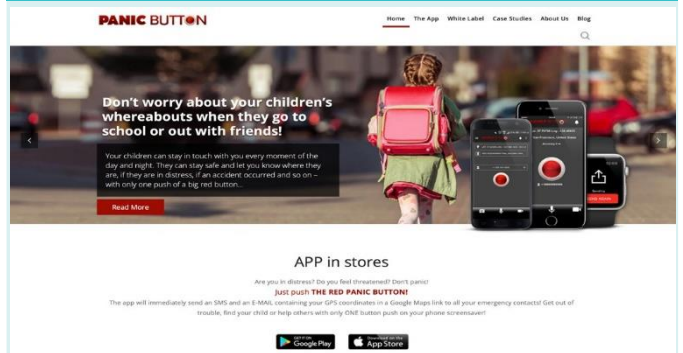 PANIC BUTTON
Home The App White Label Case Studies About Us Blog
Don't worry about your children's
whereabouts when they go to
school or out with friends!
Your children can stay in touch with you every moment of the
day and night. They can stay safe and let you know where they
are, if they are in distress, if an accident occurred and so on –
with only one push of a big red button...
Read More
APP in stores
Are you in distress? Do you feel threatened? Don't panic!
Just push THE RED PANIC BUTTON!
The app will immediately send an SMS and an E-MAIL containing your GPS coordinates in a Google Maps link to all your emergency contacts! Get out of
trouble, find your child or help others with only ONE button push on your phone screensaver!
GET IT ON
Google Play
Download on the
App Store